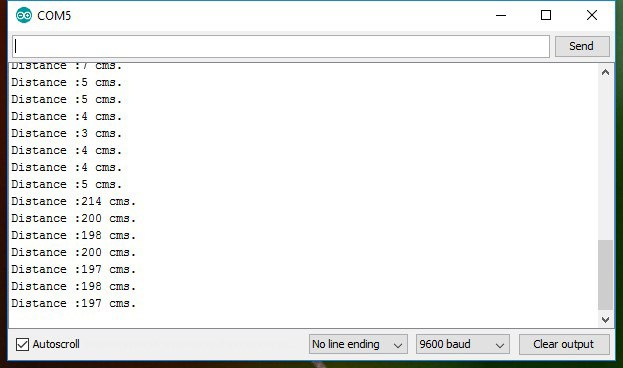 COM5
Send
Distance :7 cms.
Distance :5 cms.
Distance :5 cms.
Distance :4 cms.
Distance :3 cms.
Distance :4 cms.
Distance :4 cms.
Distance :5 cms.
Distance :214 cms.
Distance :200 cms.
Distance :198 cms.
Distance :200 cms.
Distance :197 cms.
Distance :198 cms.
Distance :197 cms.
Autoscroll No line ending 9600 baud Clear output